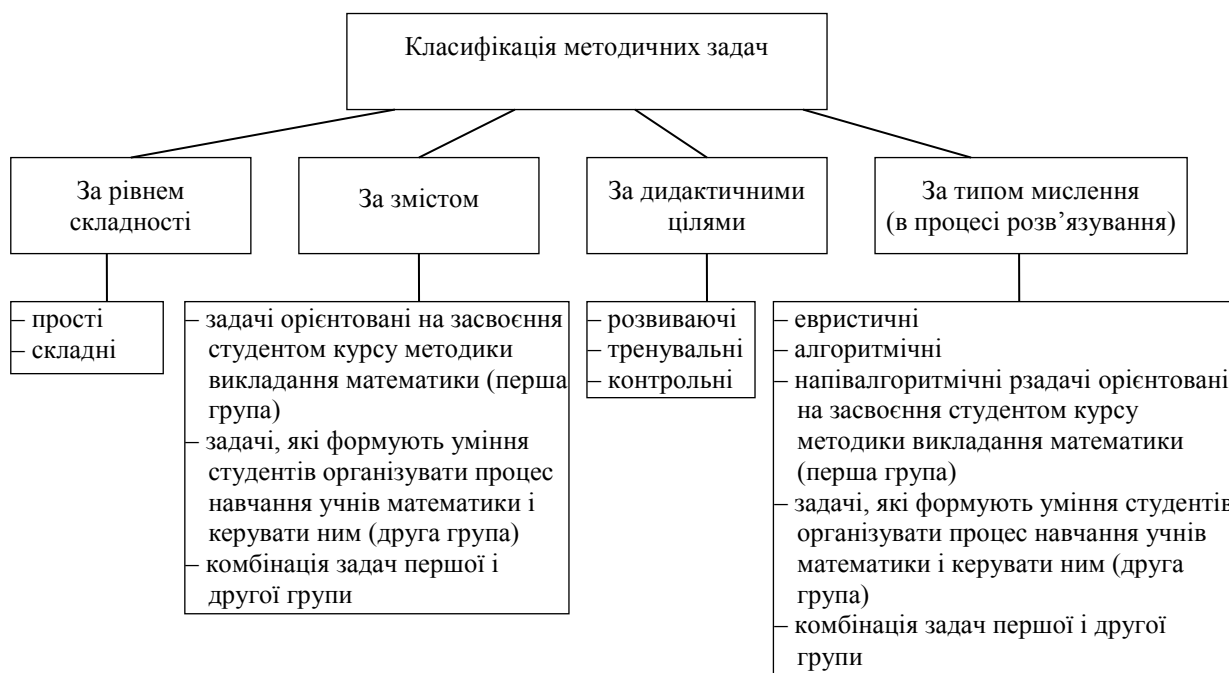 Класифікація методичних задач
За рівнем
складності
За змістом
За дидактичними
цілями
За типом мислення
(в процесі розв’язування)
– прості
– складні
– задачі орієнтовані на засвоєння
студентом курсу методики
викладання математики (перша
група)
– задачі, які формують уміння
студентів організувати процес
навчання учнів математики і
керувати ним (друга група)
– комбінація задач першої і
другої групи
– розвиваючі
– тренувальні
– контрольні
– евристичні
– алгоритмічні
– напівалгоритмічні рзадачі орієнтовані
на засвоєння студентом курсу
методики викладання математики
(перша група)
– задачі, які формують уміння студентів
організувати процес навчання учнів
математики і керувати ним (друга
група)
– комбінація задач першої і другої
групи